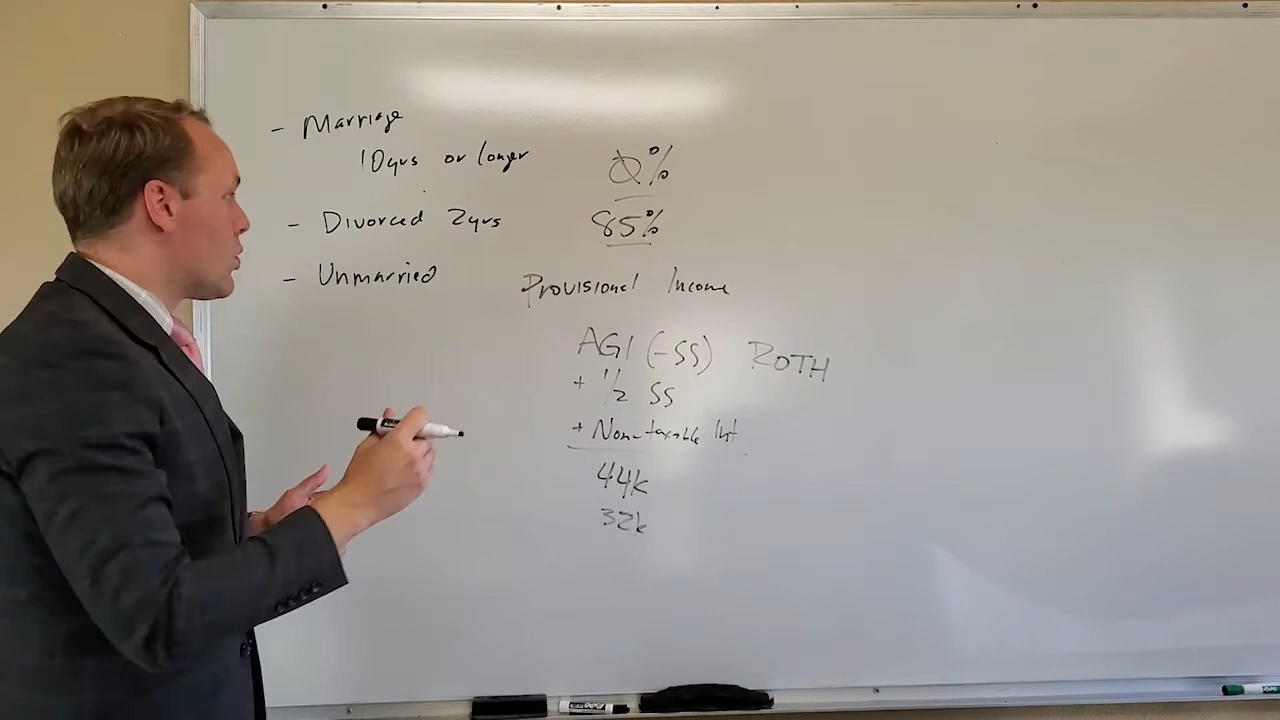 - Marriage
10yrs or longer
- Divorced 2yrs
- Unmarried
0%
85%
Provisional Income
AGI (-SS) ROTH
+ 1/2 SS
+ Non-taxable Int.
44k
32k